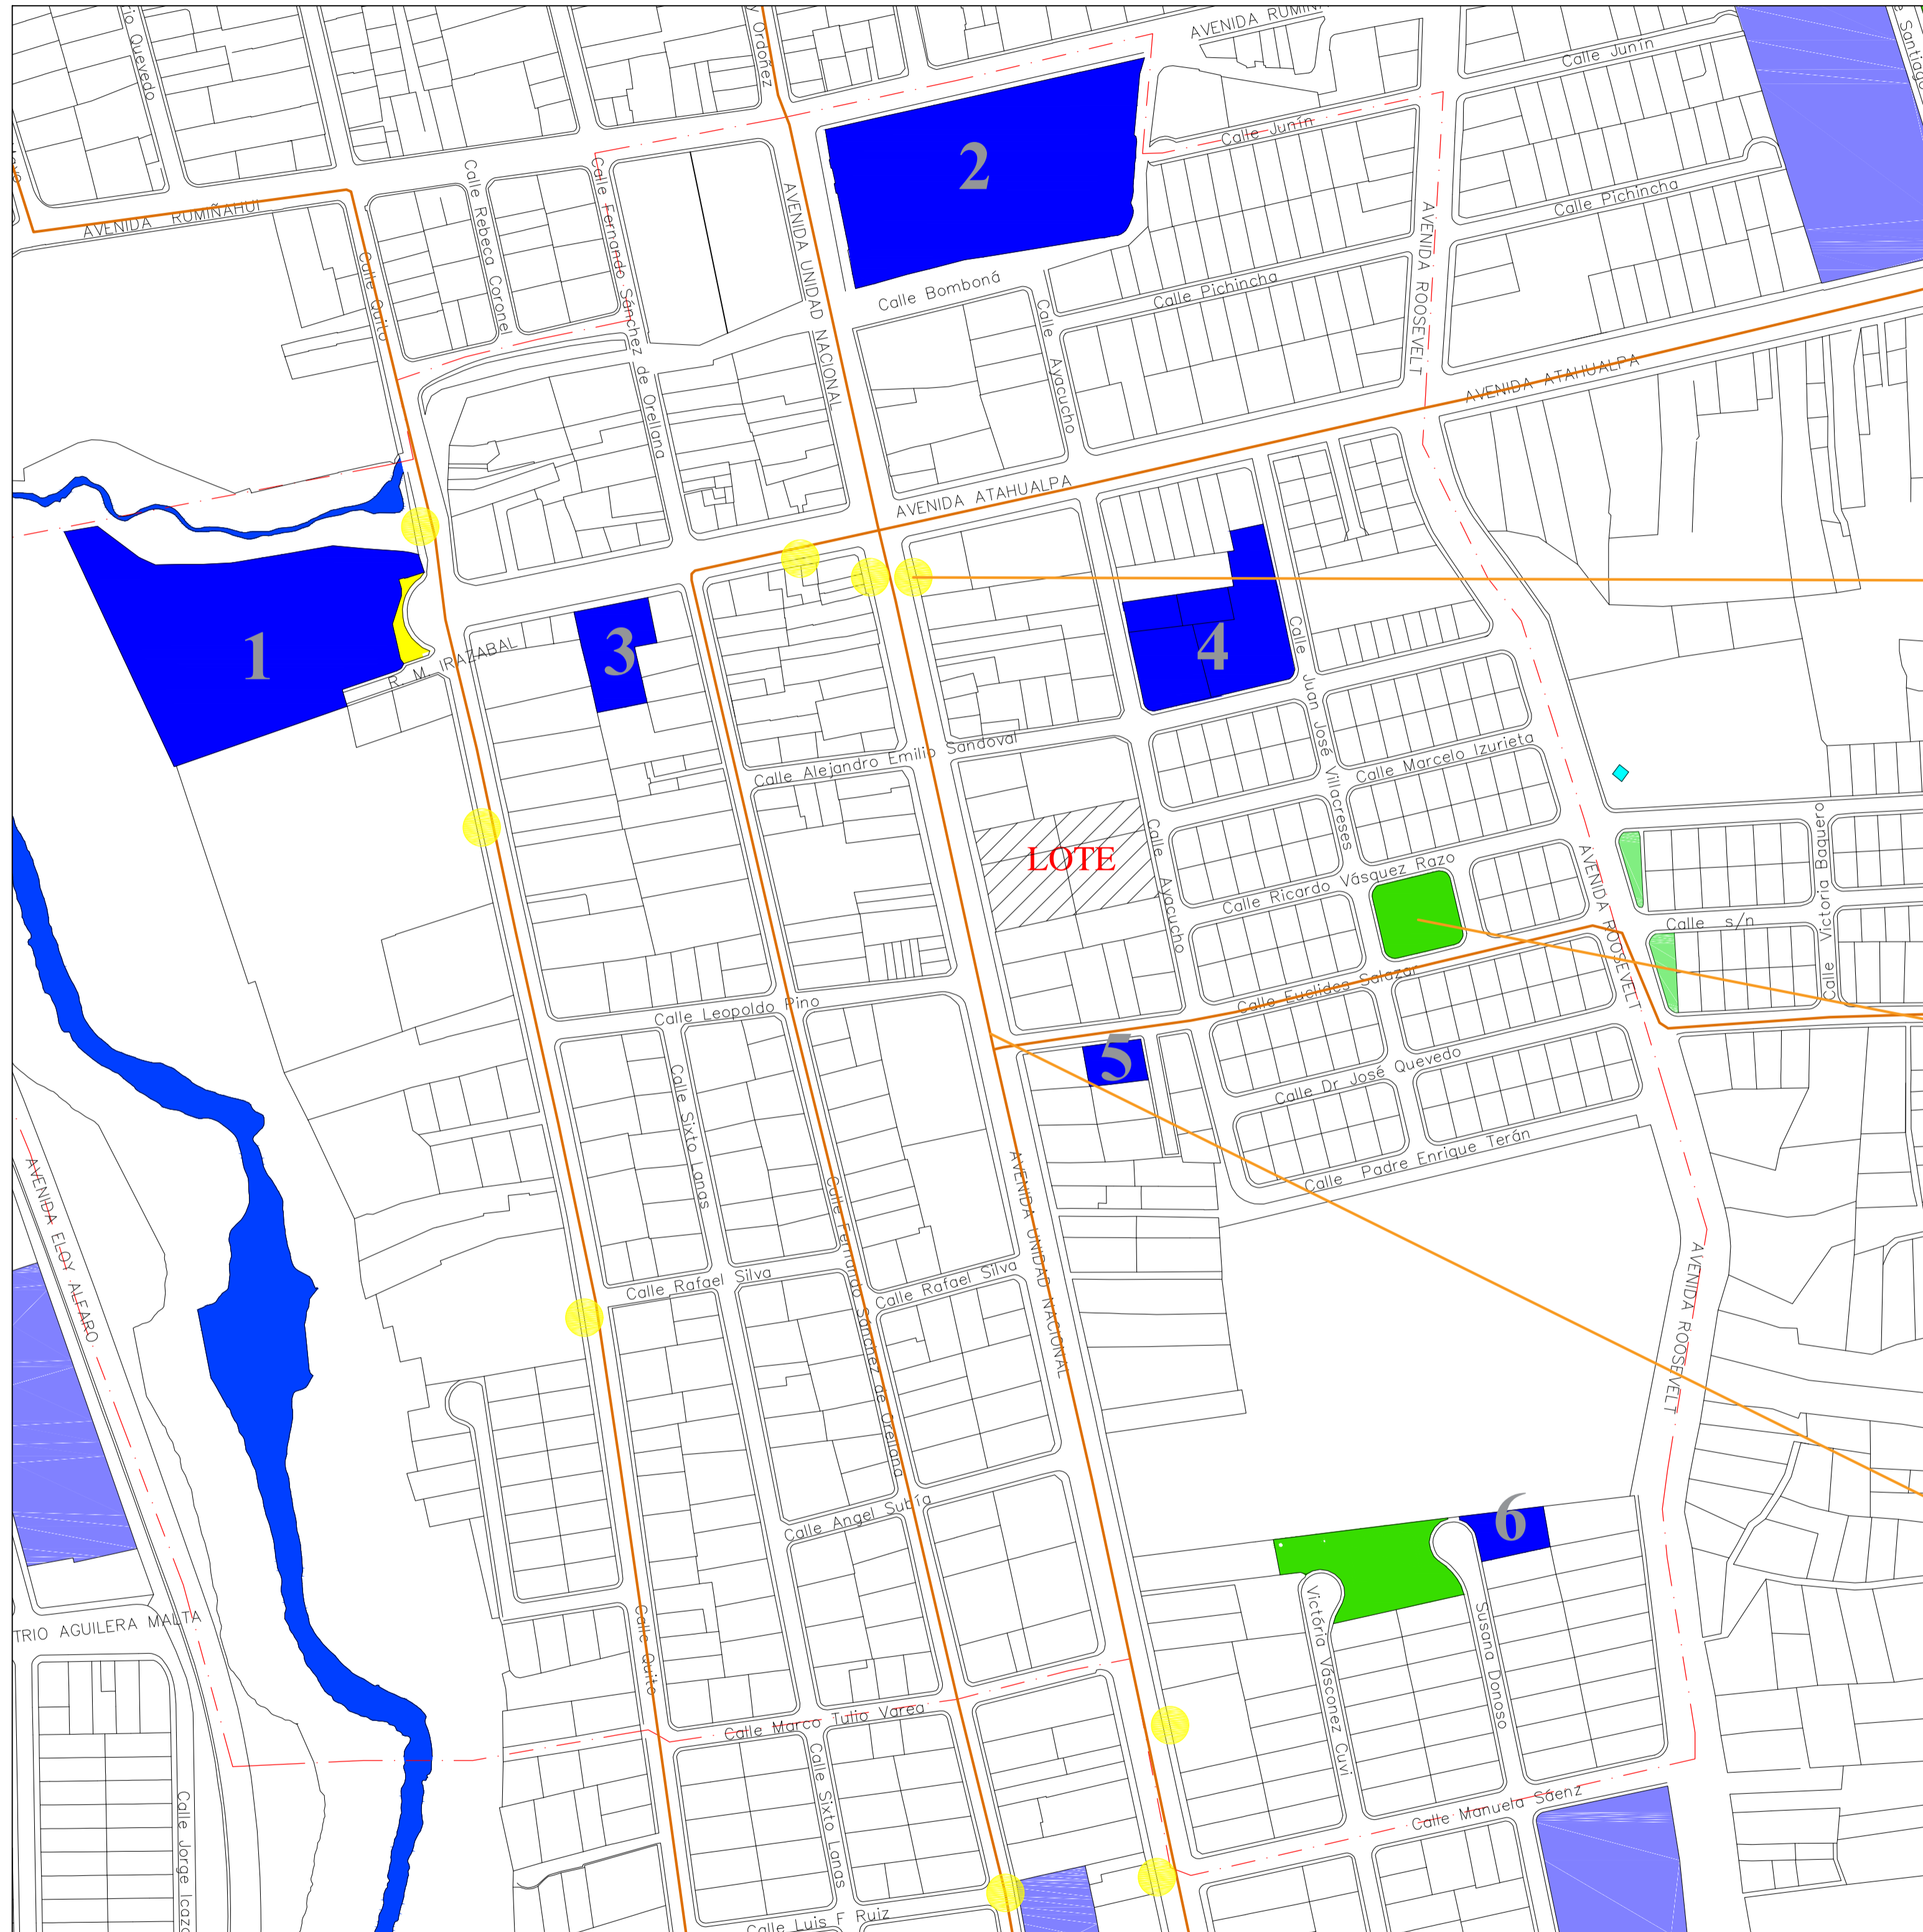 Quevedo
Ordoñez
AVENIDA
Calle Junín
Calle Junín
Calle Pichincha
Calle Pichincha
AVENIDA RUMIÑAHUI
Calle Quito
Calle Rebeca Coronel
Calle Fernando Sánchez de Orellana
AVENIDA UNIDAD NACIONAL
2
Calle Bomboná
Calle Ayacucho
AVENIDA ROOSEVELT
AVENIDA ATAHUALPA
AVENIDA ATAHUALPA
1
R. M. IRAZABAL
3
4
Calle Juan José Villacreses
Calle Alejandro Emilio Sandoval
Calle Marcelo Izurieta
LOTE
Calle Ayacucho
Calle Ricardo Vásquez Razo
AVENIDA ROOSEVELT
Calle Victoria Baquero
Calle s/n
Calle Euclides Salazar
Calle Leopoldo Pino
5
Calle Dr José Quevedo
Calle Sixto Lanas
Calle Padre Enrique Terán
AVENIDA ELOY ALFARO
Calle Fernando Sánchez de Orellana
AVENIDA UNIDAD NACIONAL
Calle Rafael Silva
Calle Rafael Silva
AVENIDA ROOSEVELT
Calle Angel Subía
6
Victória Vásconez Cuvi
Susana Donoso
TRIO AGUILERA MALTA
Calle Quito
Calle Marco Tulio Varea
Calle Sixto Lanas
Calle Manuela Sáenz
Calle Jorge Icaza
Calle Luis F Ruiz